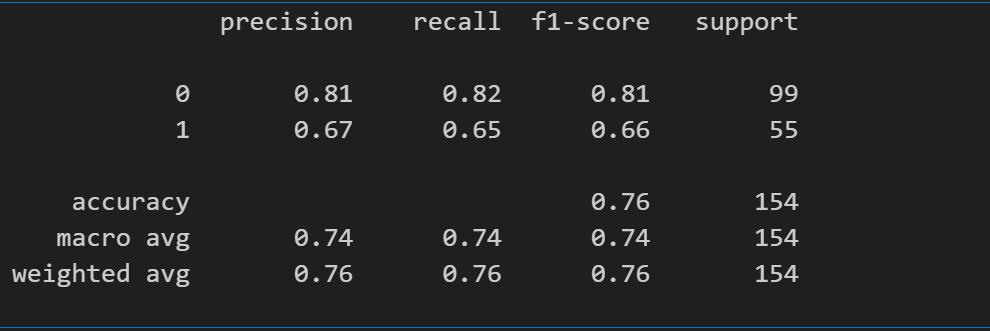 precision recall f1-score support
0 0.81 0.82 0.81 99
1 0.67 0.65 0.66 55
accuracy 0.76 154
macro avg 0.74 0.74 0.74 154
weighted avg 0.76 0.76 0.76 154